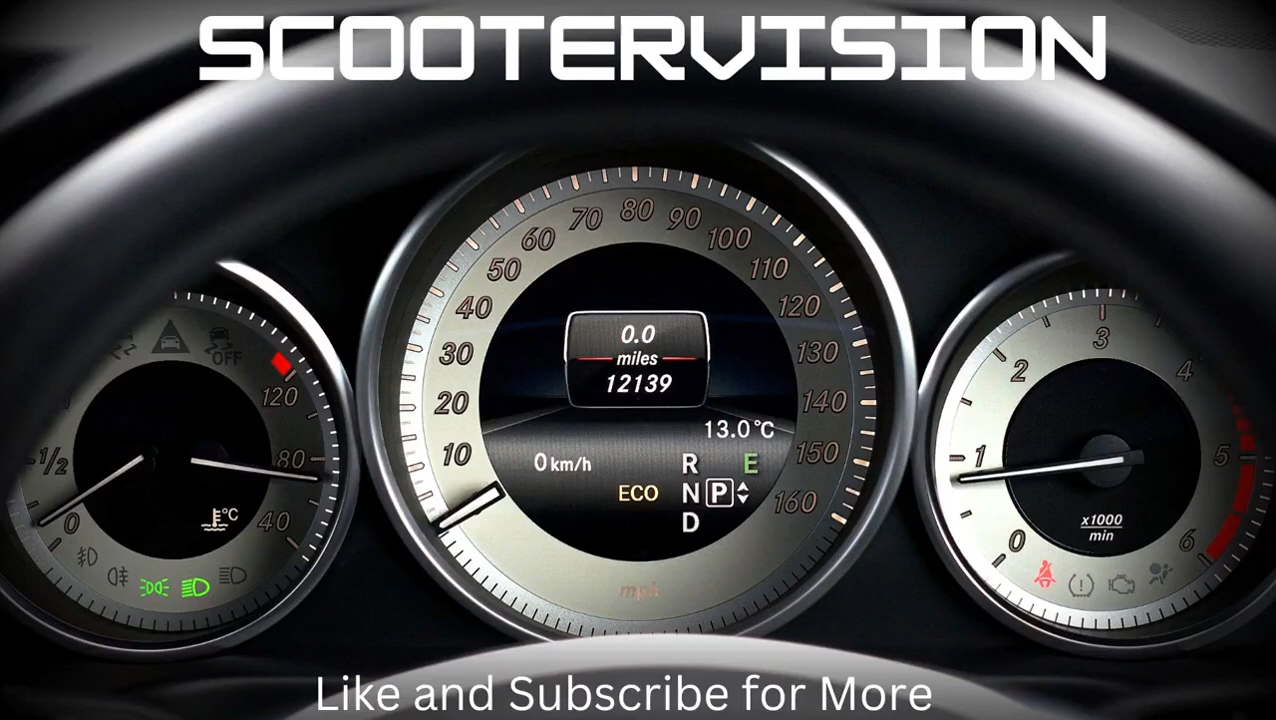 SCOOTERVISION
70 80 90
60 100
50 110
40 120
30 130
20 140
10 150
160
0.0
miles
12139
13.0°C
0 km/h
R E
ECO N P
D
mph
OFF
120
1/2 80
0 40
°C
3
2 4
1 5
0 6
x1000
min
Like and Subscribe for More